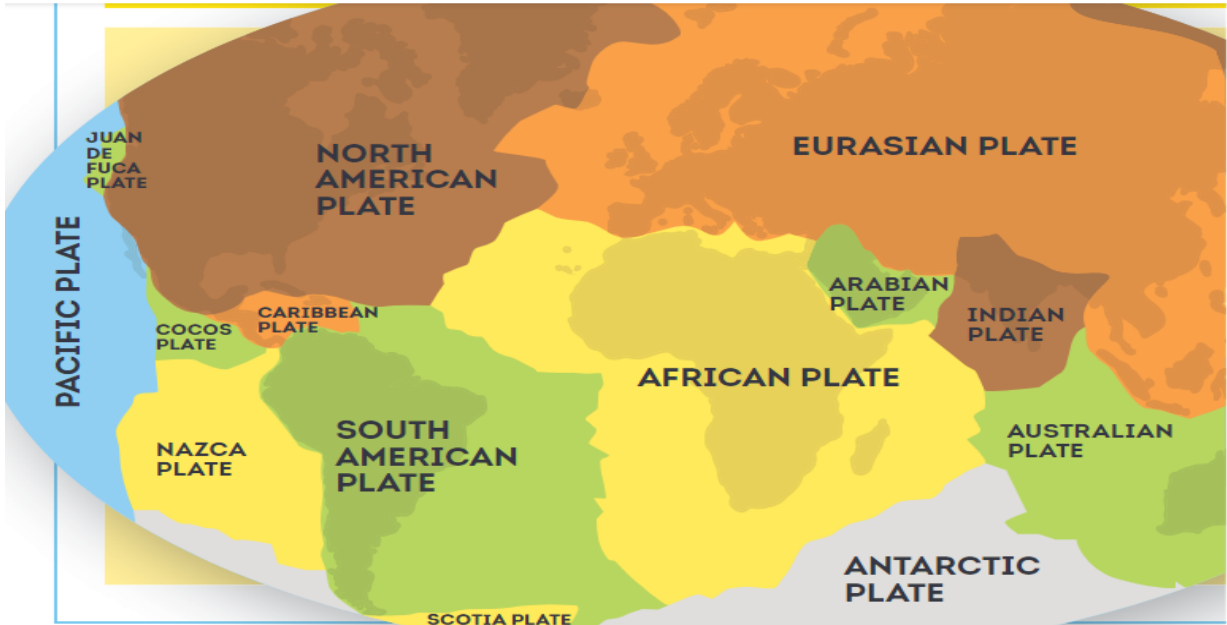 JUAN
DE
FUCA
PLATE
NORTH
AMERICAN
PLATE
EURASIAN PLATE
PACIFIC PLATE
COCOS
PLATE
CARIBBEAN
PLATE
ARABIAN
PLATE
INDIAN
PLATE
AFRICAN PLATE
NAZCA
PLATE
SOUTH
AMERICAN
PLATE
AUSTRALIAN
PLATE
ANTARCTIC
PLATE
SCOTIA PLATE